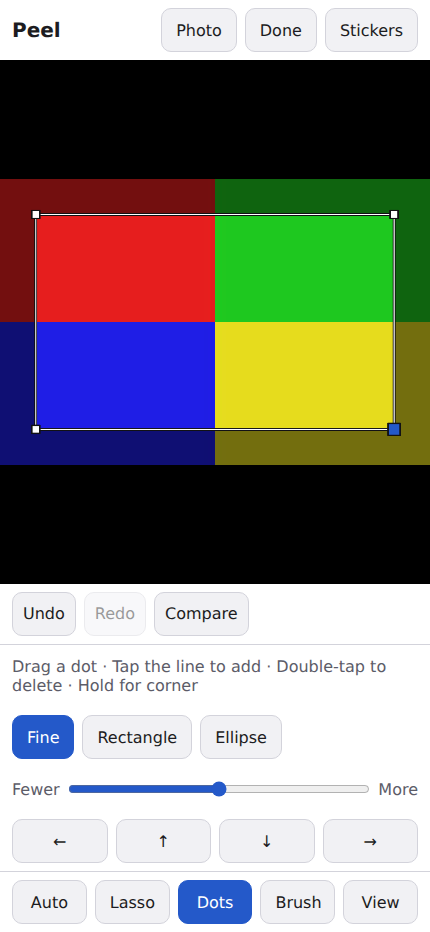 Peel
Photo
Done
Stickers
Undo
Redo
Compare
Drag a dot · Tap the line to add · Double-tap to
delete · Hold for corner
Fine
Rectangle
Ellipse
Fewer
More
← ↑ ↓ →
Auto
Lasso
Dots
Brush
View